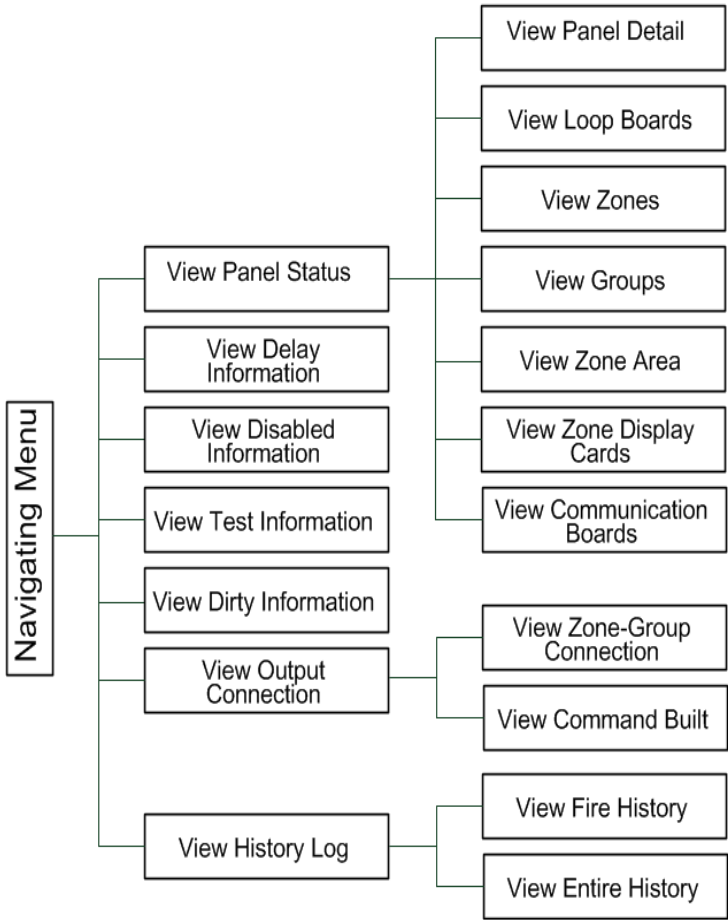 Navigating Menu
View Panel Status
View Delay
Information
View Disabled
Information
View Test Information
View Dirty Information
View Output
Connection
View History Log
View Panel Detail
View Loop Boards
View Zones
View Groups
View Zone Area
View Zone Display
Cards
View Communication
Boards
View Zone-Group
Connection
View Command Built
View Fire History
View Entire History